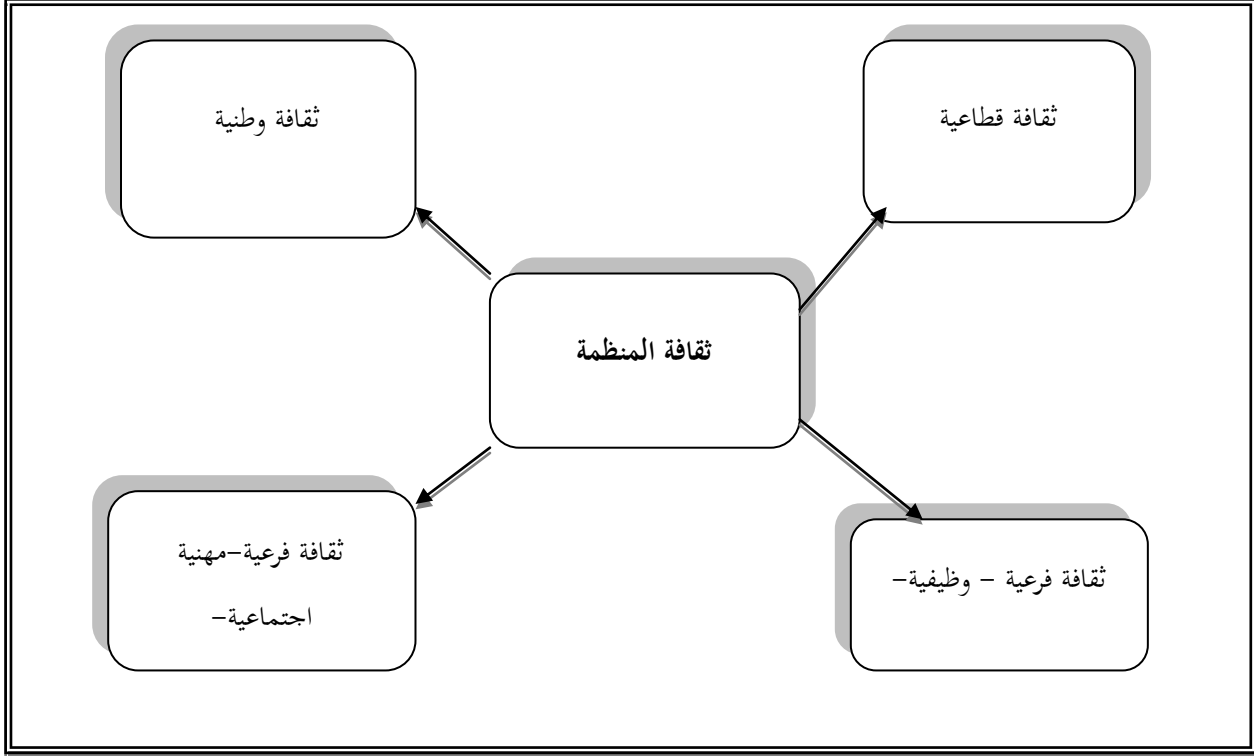 ثقافة قطاعية
ثقافة وطنية
ثقافة المنظمة
ثقافة فرعية – وظيفية–
ثقافة فرعية–مهنية
اجتماعية–